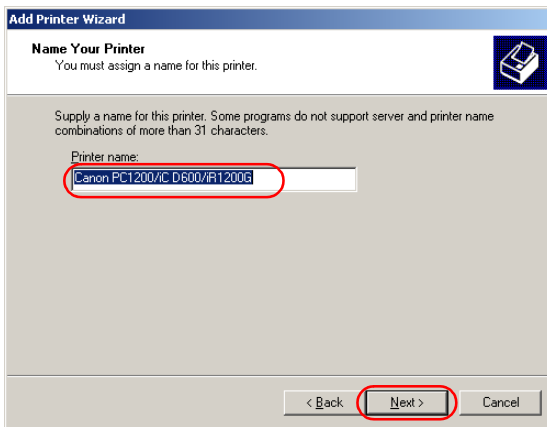 Add Printer Wizard
Name Your Printer
You must assign a name for this printer.
Supply a name for this printer. Some programs do not support server and printer name
combinations of more than 31 characters.
Printer name:
Canon PC1200/iC D600/iR1200G
< Back
Next >
Cancel